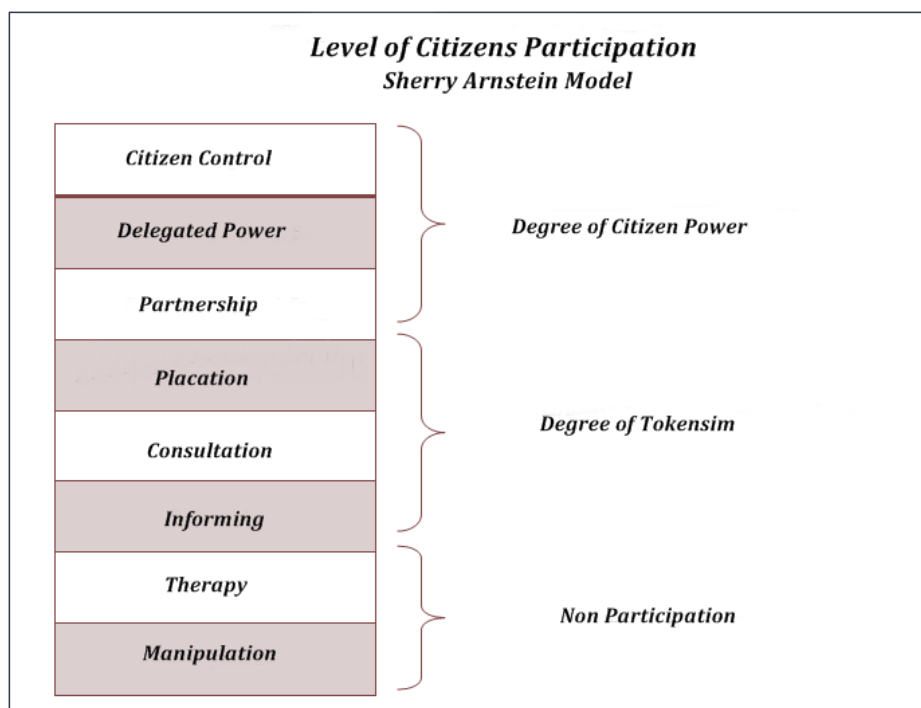 Level of Citizens Participation
Sherry Arnstein Model
Citizen Control
Delegated Power
Partnership
Degree of Citizen Power
Placation
Consultation
Informing
Degree of Tokensim
Therapy
Manipulation
Non Participation